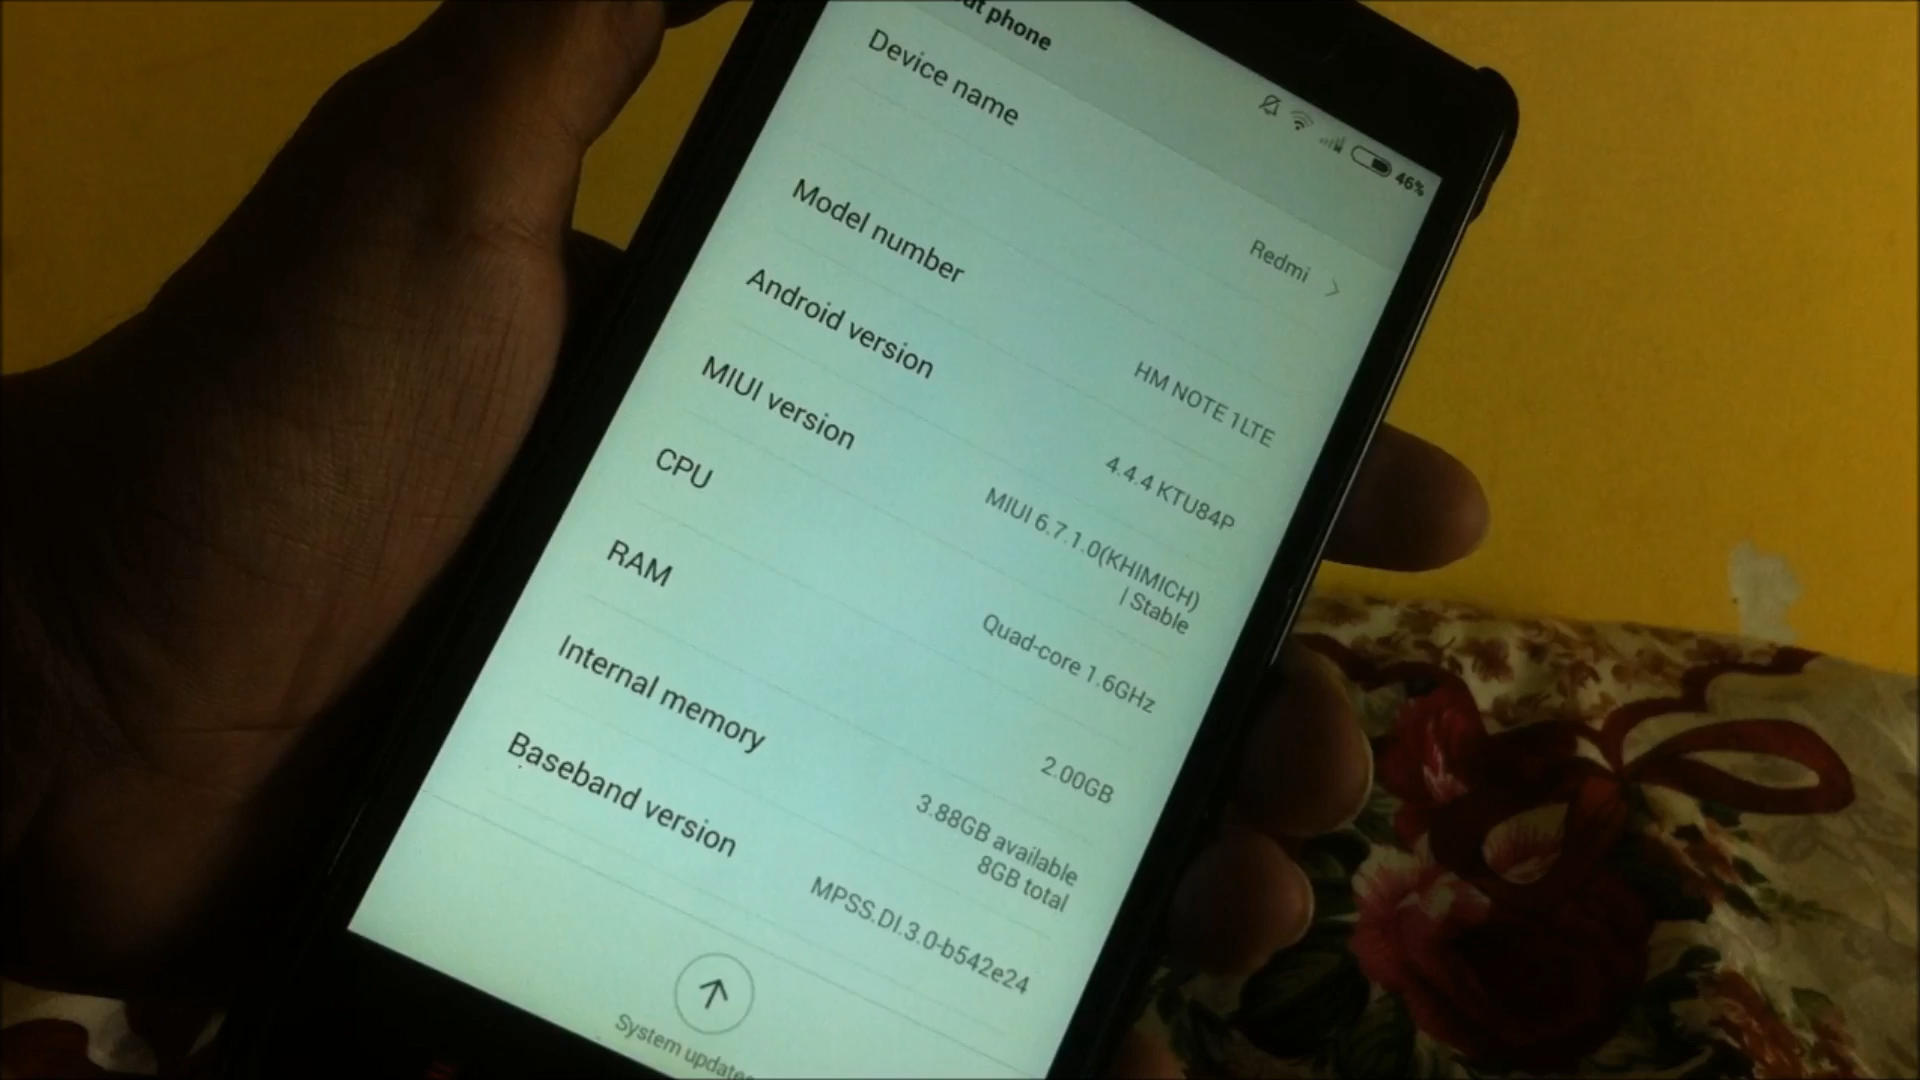 phone
46%
Device name
Redmi
Model number
HM NOTE 1LTE
Android version
4.4.4 KTU84P
MIUI version
MIUI 6.7.1.0(KHIMICH)
| Stable
CPU
Quad-core 1.6GHz
RAM
2.00GB
Internal memory
3.88GB available
8GB total
Baseband version
MPSS.DI.3.0-b542e24
System updates